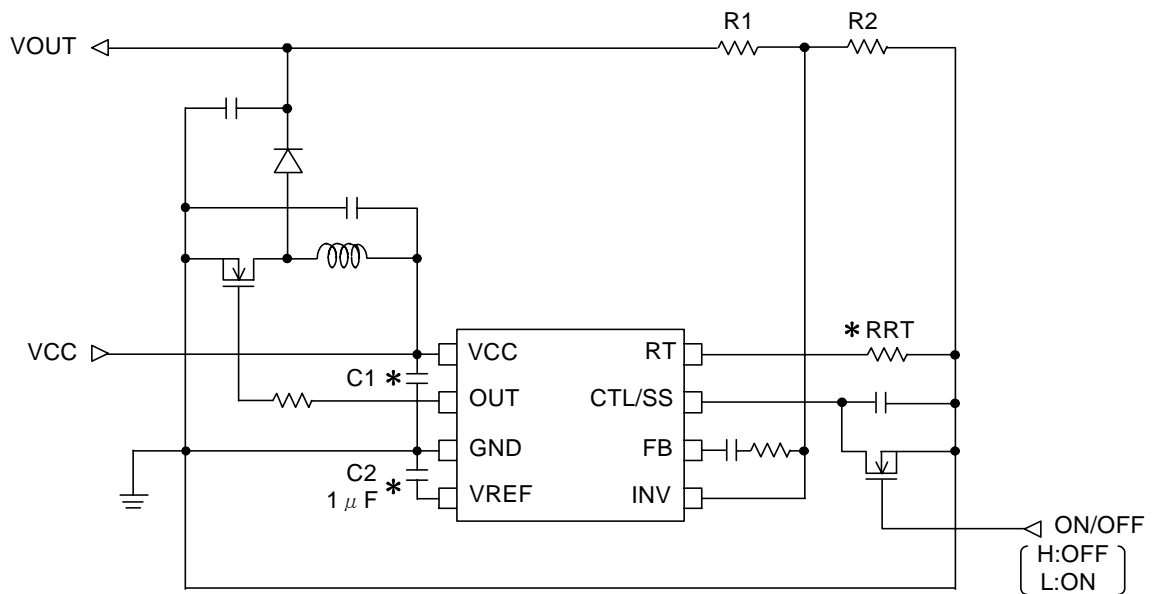 R1
R2
VOUT
VCC
* RRT
VCC
RT
C1 *
OUT
CTL/SS
GND
FB
C2 *
1 μ F
VREF
INV
ON/OFF
H:OFF
L:ON